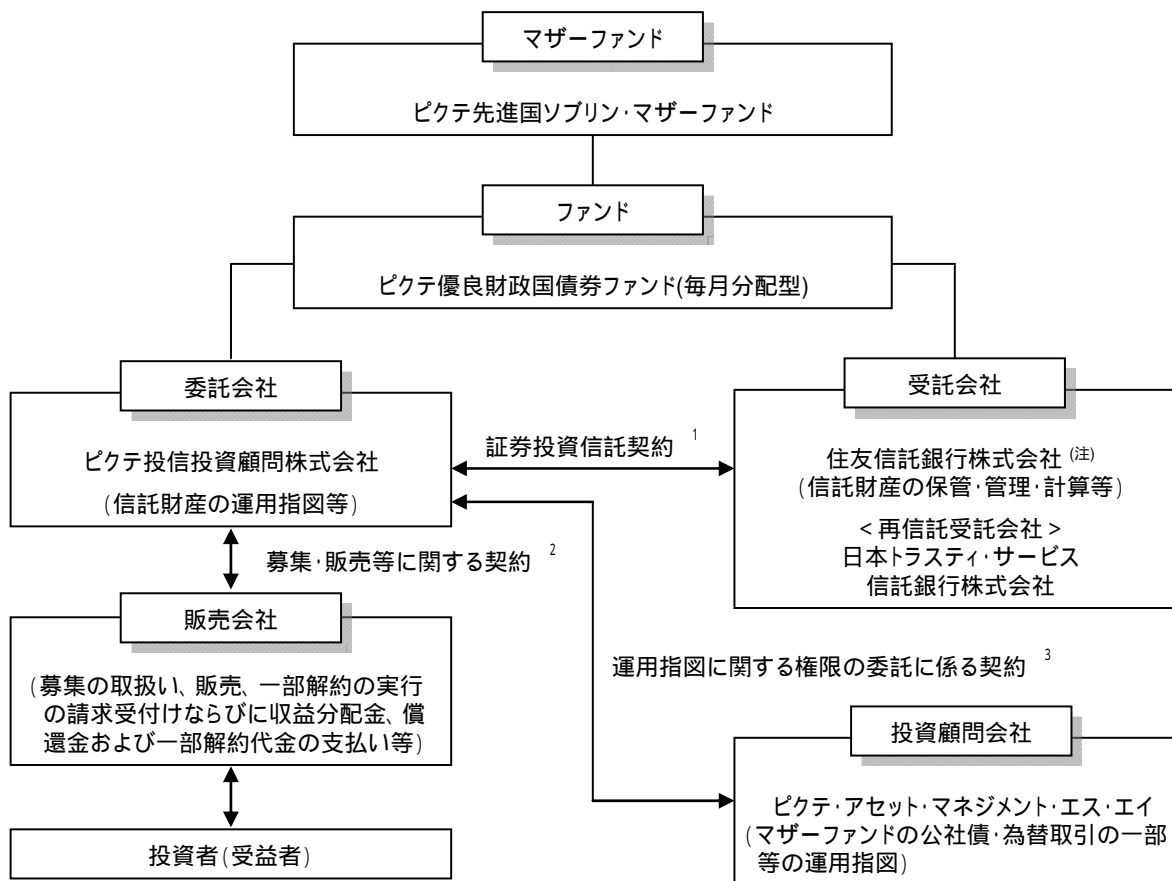 マザーファンド
ピクテ先進国ソブリン・マザーファンド
ファンド
ピクテ優良財政国債券ファンド(毎月分配型)
委託会社
ピクテ投信投資顧問株式会社
(信託財産の運用指図等)
証券投資信託契約 1
受託会社
住友信託銀行株式会社 (注)
(信託財産の保管・管理・計算等)
<再信託受託会社>
日本トラスティ・サービス
信託銀行株式会社
募集・販売等に関する契約 2
販売会社
(募集の取扱い、販売、一部解約の実行
の請求受付けならびに収益分配金、償
還金および一部解約代金の支払い等)
運用指図に関する権限の委託に係る契約 3
投資顧問会社
ピクテ・アセット・マネジメント・エス・エイ
(マザーファンドの公社債・為替取引の一部
等の運用指図)
投資者(受益者)